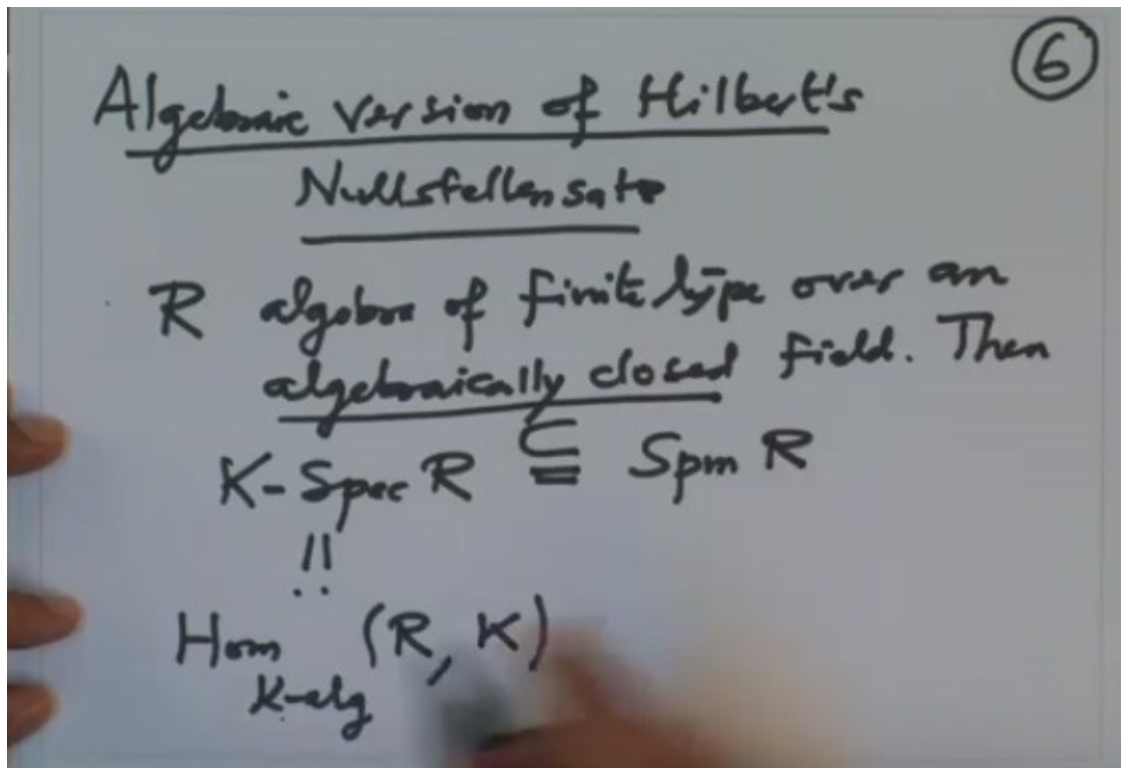 6
Algebraic version of Hilbert's
Nullstellensatz
R algebra of finite type over an
algebraically closed field. Then
K-Spec R ⊆ Spm R
!!
..
Hom (R, K)
K-alg